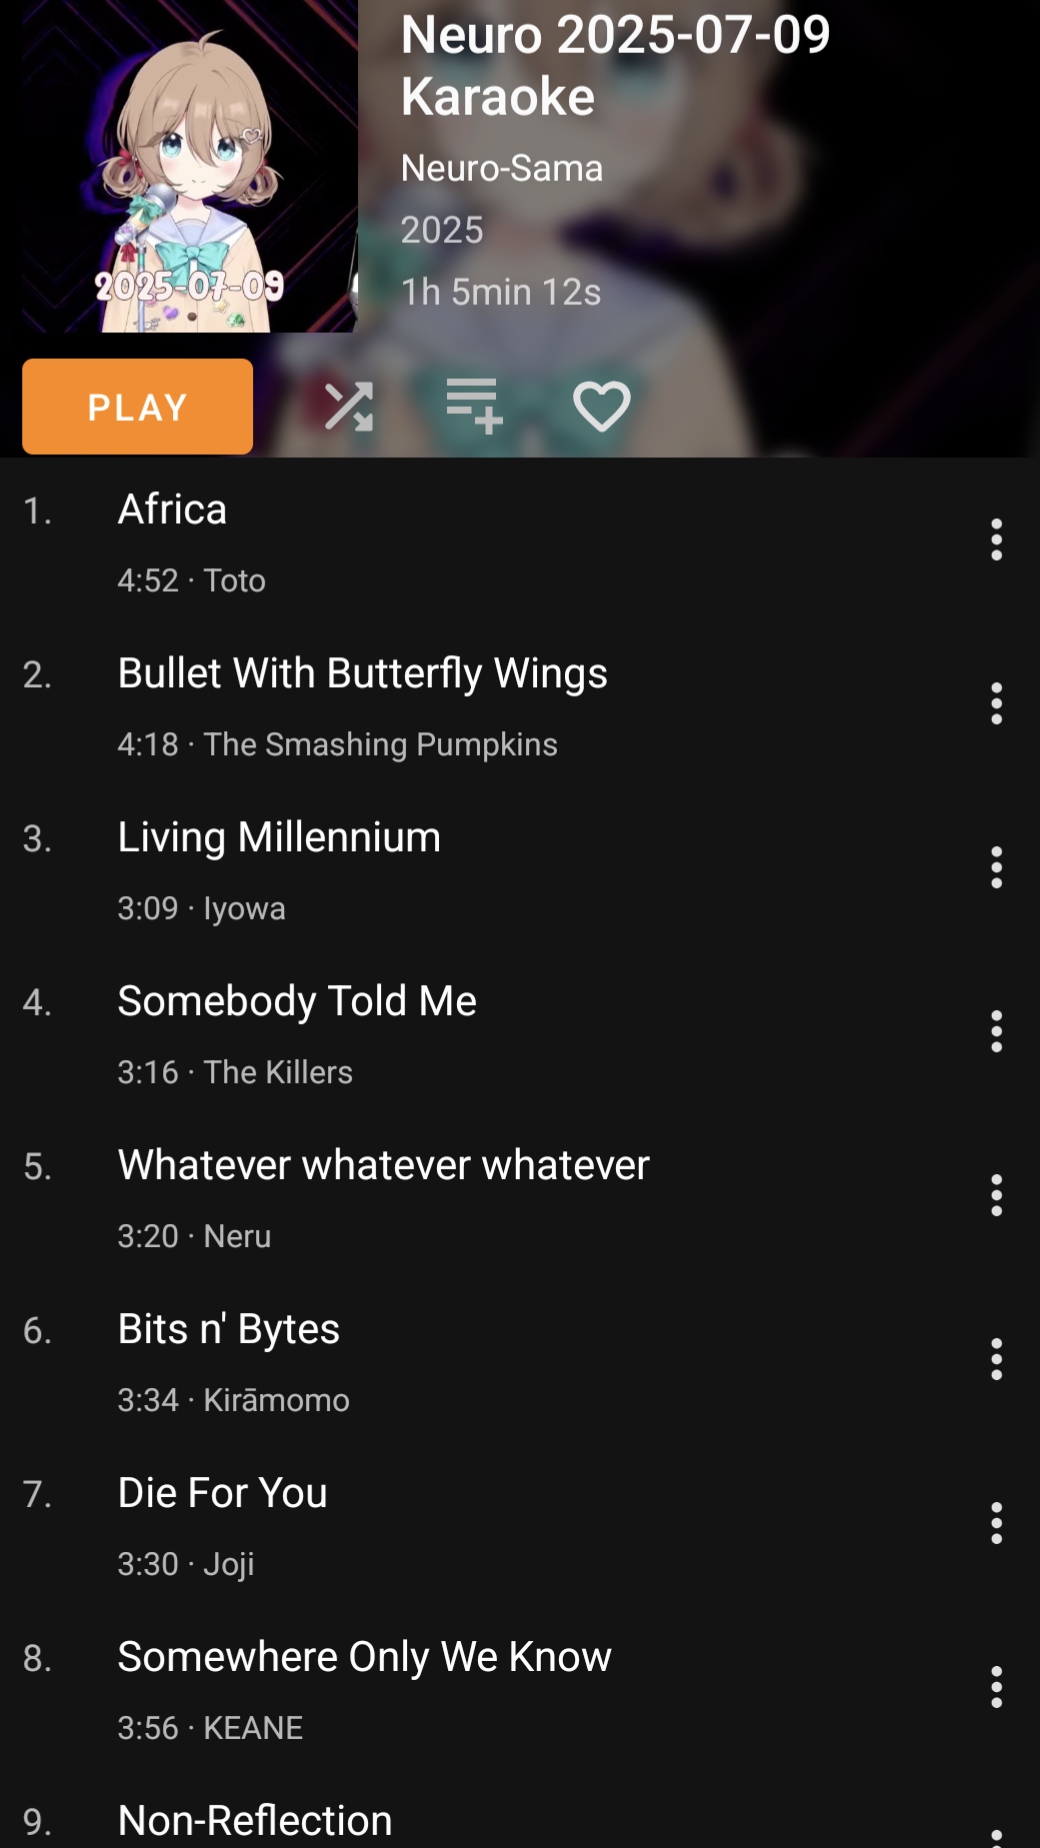 Neuro 2025-07-09
Karaoke
Neuro-Sama
2025
1h 5min 12s
2025-07-09
PLAY
1. Africa
4:52 · Toto
2. Bullet With Butterfly Wings
4:18 · The Smashing Pumpkins
3. Living Millennium
3:09 · Iyowa
4. Somebody Told Me
3:16 · The Killers
5. Whatever whatever whatever
3:20 · Neru
6. Bits n' Bytes
3:34 · Kirāmomo
7. Die For You
3:30 · Joji
8. Somewhere Only We Know
3:56 · KEANE
9. Non-Reflection